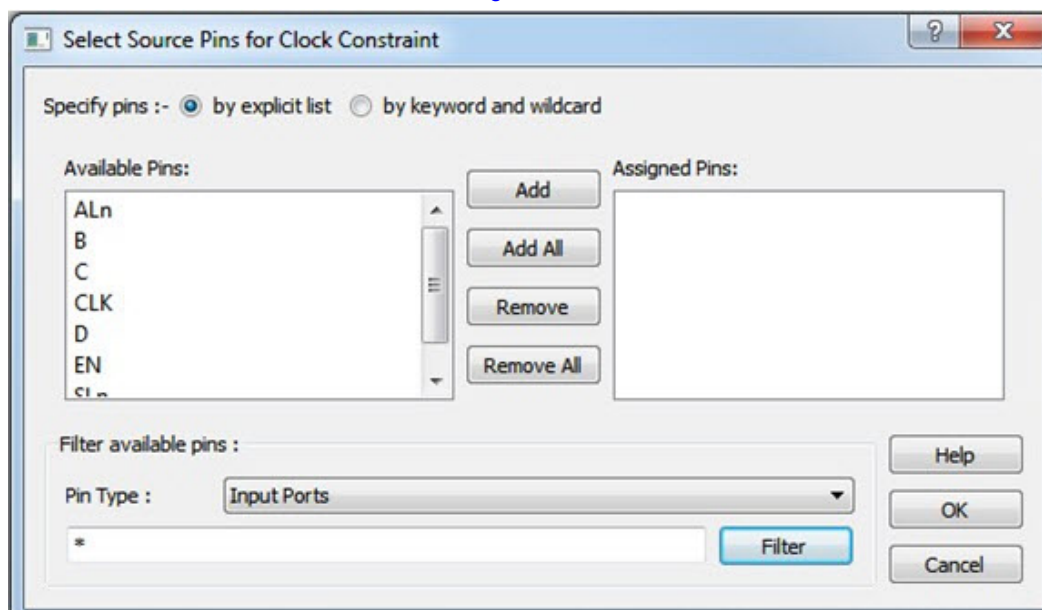 Select Source Pins for Clock Constraint
Specify pins :- by explicit list by keyword and wildcard
Available Pins:
ALn
B
C
CLK
D
EN
SLn
Add
Add All
Remove
Remove All
Assigned Pins:
Filter available pins :
Pin Type : Input Ports
*
Filter
Help
OK
Cancel